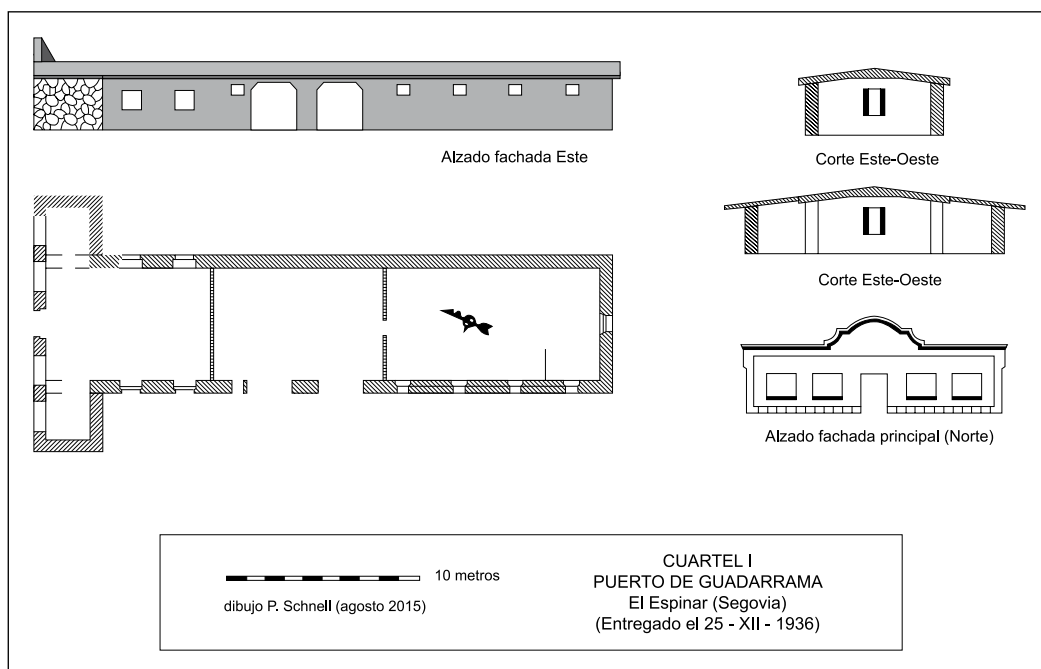 Alzado fachada Este
Corte Este-Oeste
Corte Este-Oeste
Alzado fachada principal (Norte)
10 metros
dibujo P. Schnell (agosto 2015)
CUARTEL I
PUERTO DE GUADARRAMA
El Espinar (Segovia)
(Entregado el 25 - XII - 1936)